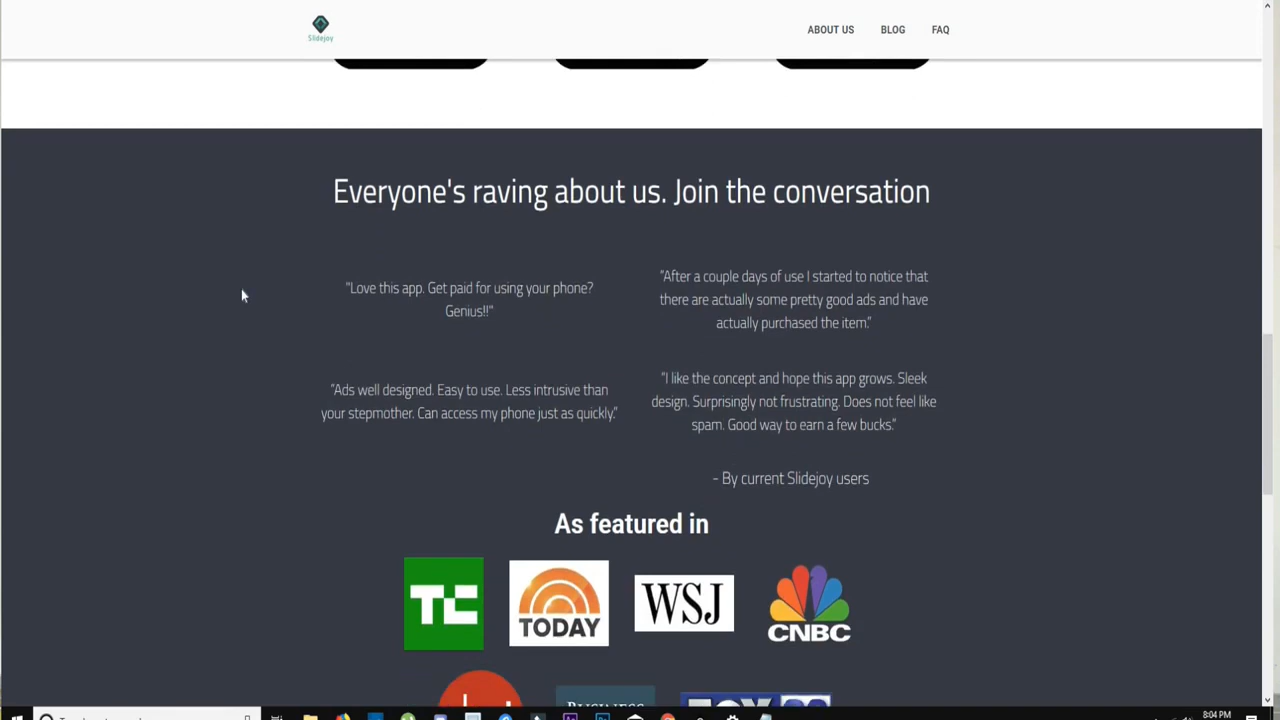 Slidejoy
ABOUT US BLOG FAQ
Everyone's raving about us. Join the conversation
"Love this app. Get paid for using your phone?
Genius!!"
“After a couple days of use I started to notice that
there are actually some pretty good ads and have
actually purchased the item.”
“Ads well designed. Easy to use. Less intrusive than
your stepmother. Can access my phone just as quickly.”
“I like the concept and hope this app grows. Sleek
design. Surprisingly not frustrating. Does not feel like
spam. Good way to earn a few bucks.”
- By current Slidejoy users
As featured in
TC
TODAY
WSJ
CNBC
BUSINESS
FOX
8:04 PM